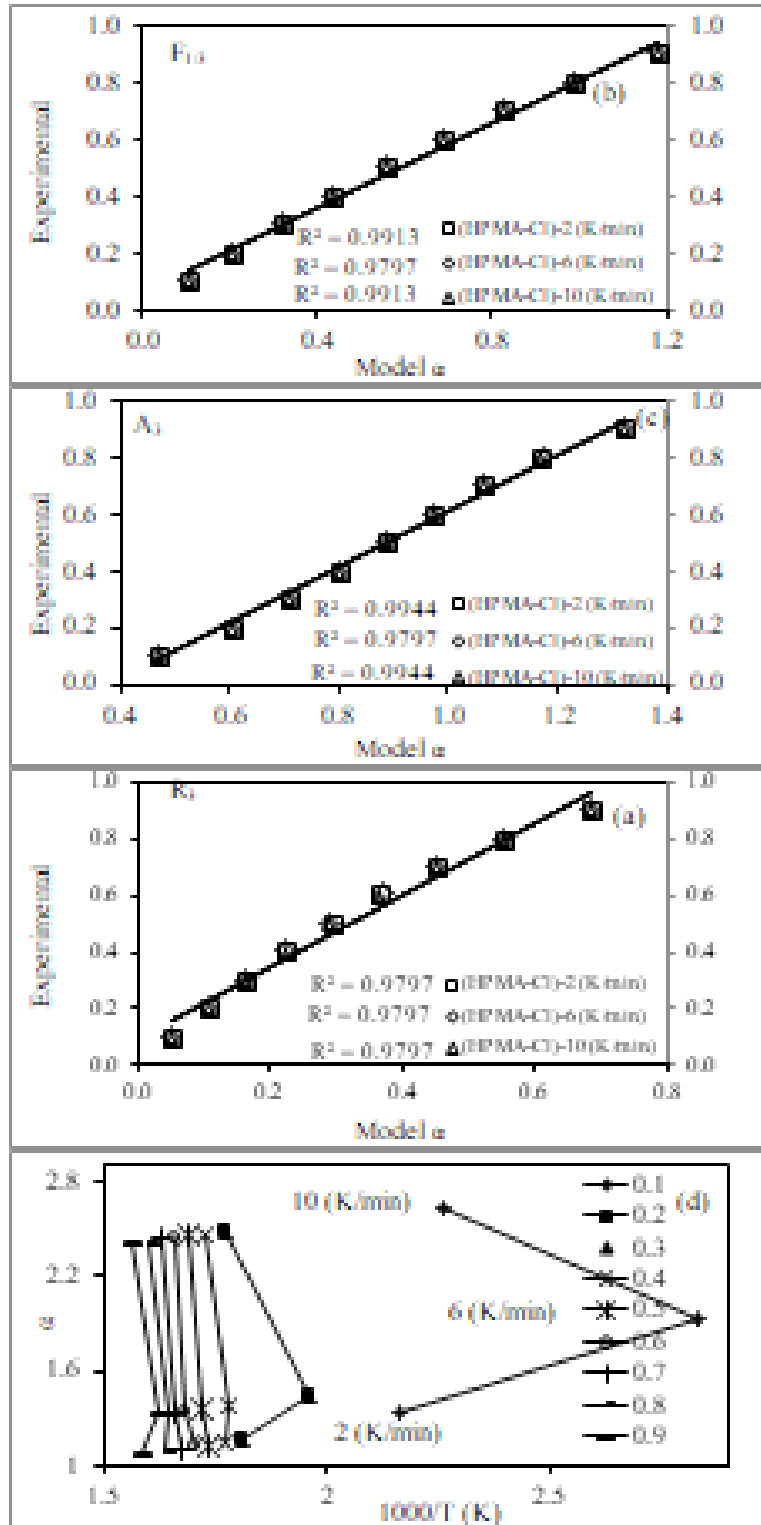 1.0 1.0
(b)
0.8 0.8
0.6 0.6
Experimental
0.4 0.4
R² = 0.9913 (HPMA-CI)-2 (K/min)
0.2 0.2
R² = 0.9797 (HPMA-CI)-6 (K/min)
R² = 0.9913 (HPMA-CI)-10 (K/min)
0.0 0.0
0.0 0.4 0.8 1.2
Model α
1.0 1.0
(c)
0.8 0.8
0.6 0.6
Experimental
0.4 0.4
R² = 0.9944 (HPMA-CI)-2 (K/min)
0.2 0.2
R² = 0.9797 (HPMA-CI)-6 (K/min)
R² = 0.9944 (HPMA-CI)-10 (K/min)
0.0 0.0
0.4 0.6 0.8 1.0 1.2 1.4
Model α
1.0 1.0
(a)
0.8 0.8
0.6 0.6
Experimental
0.4 0.4
R² = 0.9797 (HPMA-CI)-2 (K/min)
0.2 0.2
R² = 0.9797 (HPMA-CI)-6 (K/min)
R² = 0.9797 (HPMA-CI)-10 (K/min)
0.0 0.0
0.0 0.2 0.4 0.6 0.8
Model α
2.8
10 (K/min) 0.1 (d)
0.2
0.3
2.2
0.4
α
6 (K/min) 0.5
0.6
1.6
0.7
2 (K/min) 0.8
0.9
1
1.5 2 2.5
1000/T (K)